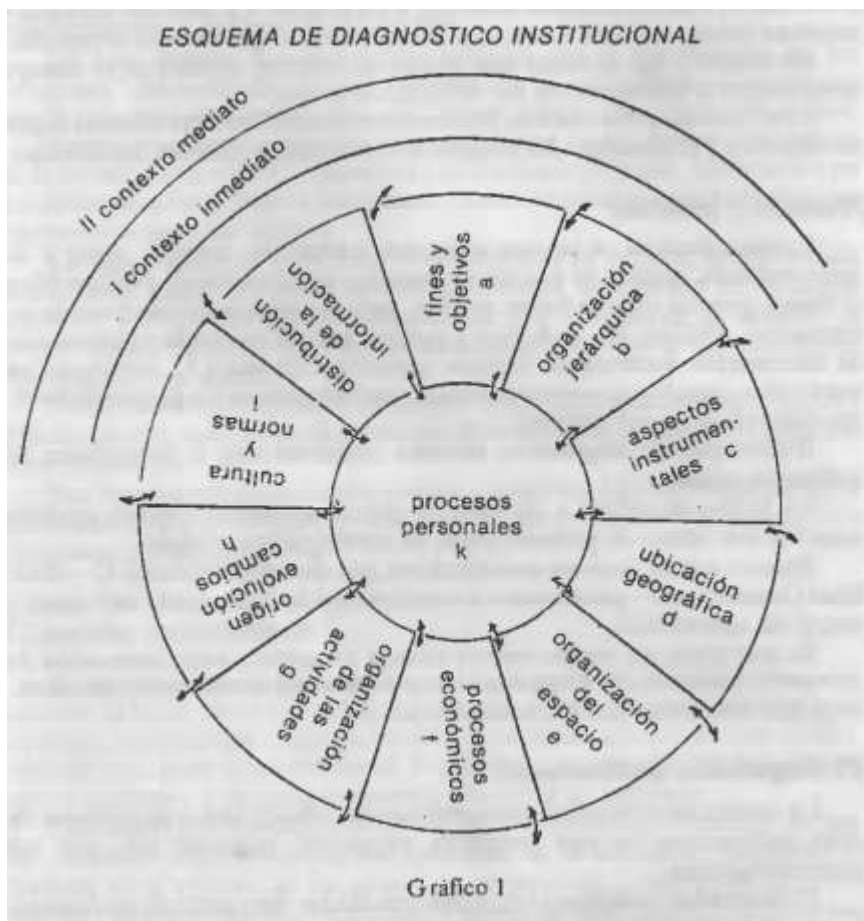 ESQUEMA DE DIAGNOSTICO INSTITUCIONAL
II contexto mediato
I contexto inmediato
fines y
objetivos
a
organización
jerárquica
b
aspectos
instrumen-
tales c
ubicación
geográfica
d
organización
del
espacio
e
procesos
económicos
f
organización
de las
actividades
g
origen
evolución
cambios
h
cultura
y
normas
i
distribución
de la
información
procesos
personales
k
Gráfico 1